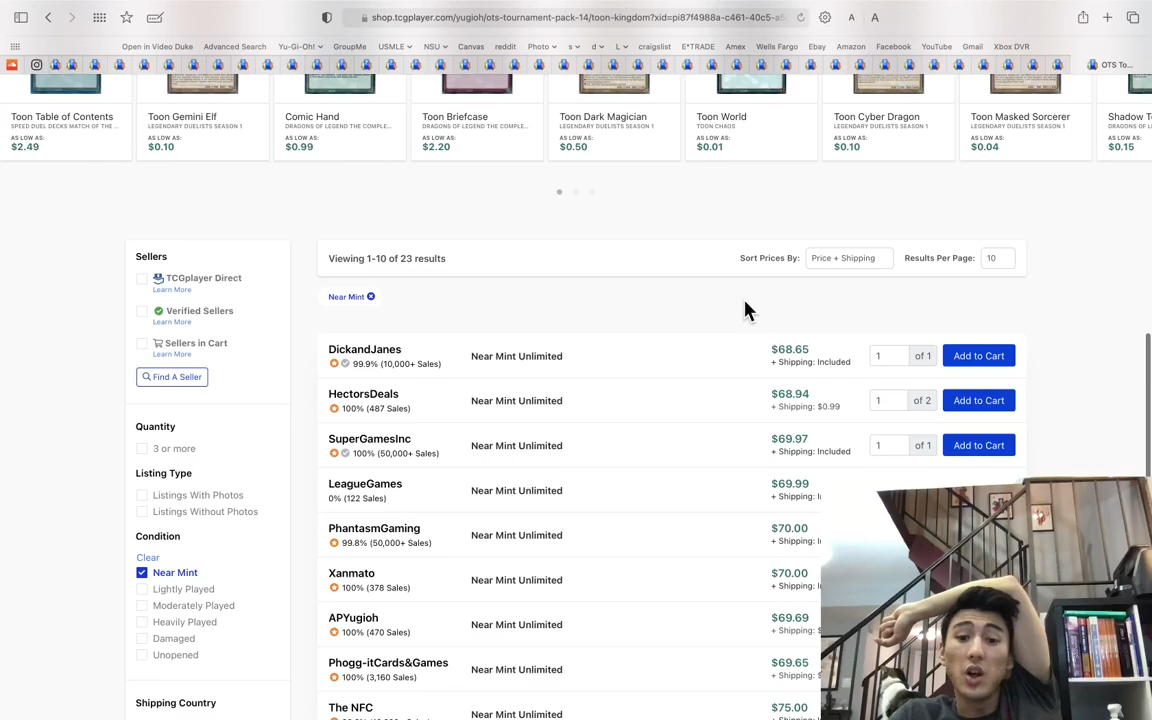 shop.tcgplayer.com/yugioh/ots-tournament-pack-14/toon-kingdom?xid=pi87f4988a-c461-40c5-a5
A A
Open in Video Duke Advanced Search Yu-Gi-Oh! GroupMe USMLE NSU Canvas reddit Photo s d L craigslist E*TRADE Amex Wells Fargo Ebay Amazon Facebook YouTube Gmail Xbox DVR
OTS To...
Toon Table of Contents
SPEED DUEL DECKS MATCH OF THE ...
AS LOW AS:
$2.49
Toon Gemini Elf
LEGENDARY DUELISTS SEASON 1
AS LOW AS:
$0.10
Comic Hand
DRAGONS OF LEGEND THE COMPLE...
AS LOW AS:
$0.99
Toon Briefcase
DRAGONS OF LEGEND THE COMPLE...
AS LOW AS:
$2.20
Toon Dark Magician
LEGENDARY DUELISTS SEASON 1
AS LOW AS:
$0.50
Toon World
TOON CHAOS
AS LOW AS:
$0.01
Toon Cyber Dragon
LEGENDARY DUELISTS SEASON 1
AS LOW AS:
$0.10
Toon Masked Sorcerer
LEGENDARY DUELISTS SEASON 1
AS LOW AS:
$0.04
Shadow T
DRAGONS OF
AS LOW AS:
$0.15
Sellers
TCGplayer Direct
Learn More
Verified Sellers
Learn More
Sellers in Cart
Learn More
Find A Seller
Quantity
3 or more
Listing Type
Listings With Photos
Listings Without Photos
Condition
Clear
Near Mint
Lightly Played
Moderately Played
Heavily Played
Damaged
Unopened
Shipping Country
Viewing 1-10 of 23 results
Sort Prices By: Price + Shipping Results Per Page: 10
Near Mint
DickandJanes
99.9% (10,000+ Sales)
Near Mint Unlimited
$68.65
+ Shipping: Included
1 of 1 Add to Cart
HectorsDeals
100% (487 Sales)
Near Mint Unlimited
$68.94
+ Shipping: $0.99
1 of 2 Add to Cart
SuperGamesInc
100% (50,000+ Sales)
Near Mint Unlimited
$69.97
+ Shipping: Included
1 of 1 Add to Cart
LeagueGames
0% (122 Sales)
Near Mint Unlimited
$69.99
+ Shipping: I
PhantasmGaming
99.8% (50,000+ Sales)
Near Mint Unlimited
$70.00
+ Shipping: I
Xanmato
100% (378 Sales)
Near Mint Unlimited
$70.00
+ Shipping: I
APYugioh
100% (470 Sales)
Near Mint Unlimited
$69.69
+ Shipping: $
Phogg-itCards&Games
100% (3,160 Sales)
Near Mint Unlimited
$69.65
+ Shipping: $
The NFC
Near Mint Unlimited
$75.00